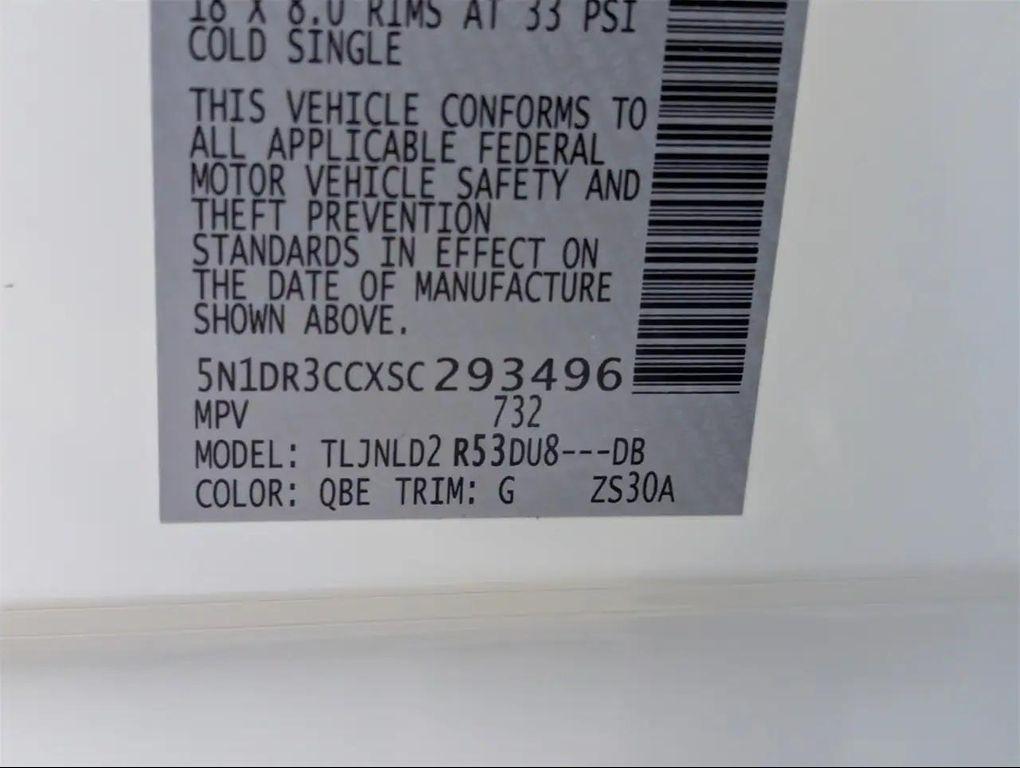 18 X 8.0 RIMS AT 33 PSI
COLD SINGLE
THIS VEHICLE CONFORMS TO
ALL APPLICABLE FEDERAL
MOTOR VEHICLE SAFETY AND
THEFT PREVENTION
STANDARDS IN EFFECT ON
THE DATE OF MANUFACTURE
SHOWN ABOVE.
5N1DR3CCXSC293496
MPV 732
MODEL: TLJNLD2 R53DU8---DB
COLOR: QBE TRIM: G ZS30A